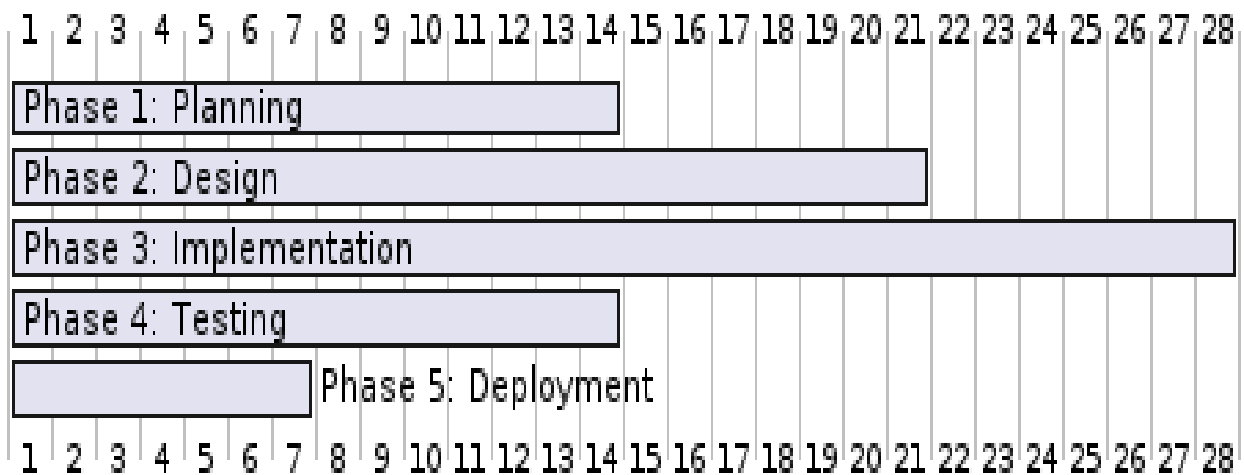 1 2 3 4 5 6 7 8 9 10 11 12 13 14 15 16 17 18 19 20 21 22 23 24 25 26 27 28
Phase 1: Planning
Phase 2: Design
Phase 3: Implementation
Phase 4: Testing
Phase 5: Deployment
1 2 3 4 5 6 7 8 9 10 11 12 13 14 15 16 17 18 19 20 21 22 23 24 25 26 27 28